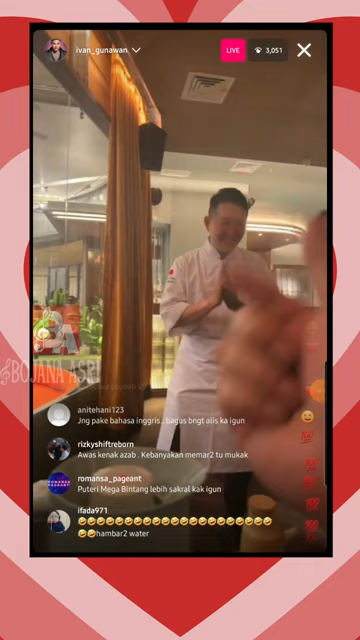 ivan_gunawan
LIVE
3,051
BOJANA ASRI
anitehani123
Jng pake bahasa inggris...bagus bngt alis ka igun
rizkyshiftreborn
Awas kenak azab . Kebanyakan memar2 tu mukak
romansa_pageant
Puteri Mega Bintang lebih sakral kak igun
ifada971
🤣🤣🤣🤣🤣🤣🤣🤣🤣🤣🤣🤣🤣🤣🤣🤣🤣🤣🤣🤣🤣
🤣🤣hambar2 water